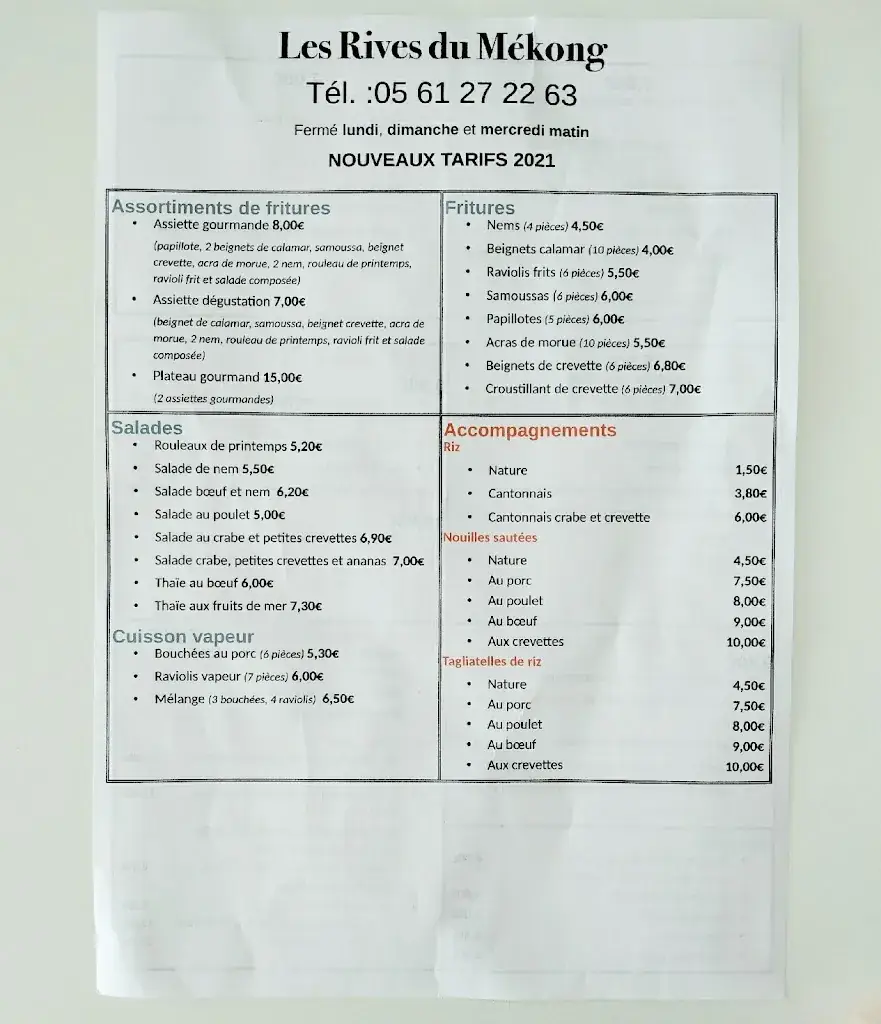 Les Rives du Mékong
Tél. :05 61 27 22 63
Fermé lundi, dimanche et mercredi matin
NOUVEAUX TARIFS 2021
Assortiments de fritures
• Assiette gourmande 8,00€
(papillote, 2 beignets de calamar, samoussa, beignet
crevette, acra de morue, 2 nem, rouleau de printemps,
ravioli frit et salade composée)
• Assiette dégustation 7,00€
(beignet de calamar, samoussa, beignet crevette, acra de
morue, 2 nem, rouleau de printemps, ravioli frit et salade
composée)
• Plateau gourmand 15,00€
(2 assiettes gourmandes)
Fritures
• Nems (4 pièces) 4,50€
• Beignets calamar (10 pièces) 4,00€
• Raviolis frits (6 pièces) 5,50€
• Samoussas (6 pièces) 6,00€
• Papillotes (5 pièces) 6,00€
• Acras de morue (10 pièces) 5,50€
• Beignets de crevette (6 pièces) 6,80€
• Croustillant de crevette (6 pièces) 7,00€
Salades
• Rouleaux de printemps 5,20€
• Salade de nem 5,50€
• Salade bœuf et nem 6,20€
• Salade au poulet 5,00€
• Salade au crabe et petites crevettes 6,90€
• Salade crabe, petites crevettes et ananas 7,00€
• Thaïe au bœuf 6,00€
• Thaïe aux fruits de mer 7,30€
Cuisson vapeur
• Bouchées au porc (6 pièces) 5,30€
• Raviolis vapeur (7 pièces) 6,00€
• Mélange (3 bouchées, 4 raviolis) 6,50€
Accompagnements
Riz
• Nature 1,50€
• Cantonnais 3,80€
• Cantonnais crabe et crevette 6,00€
Nouilles sautées
• Nature 4,50€
• Au porc 7,50€
• Au poulet 8,00€
• Au bœuf 9,00€
• Aux crevettes 10,00€
Tagliatelles de riz
• Nature 4,50€
• Au porc 7,50€
• Au poulet 8,00€
• Au bœuf 9,00€
• Aux crevettes 10,00€